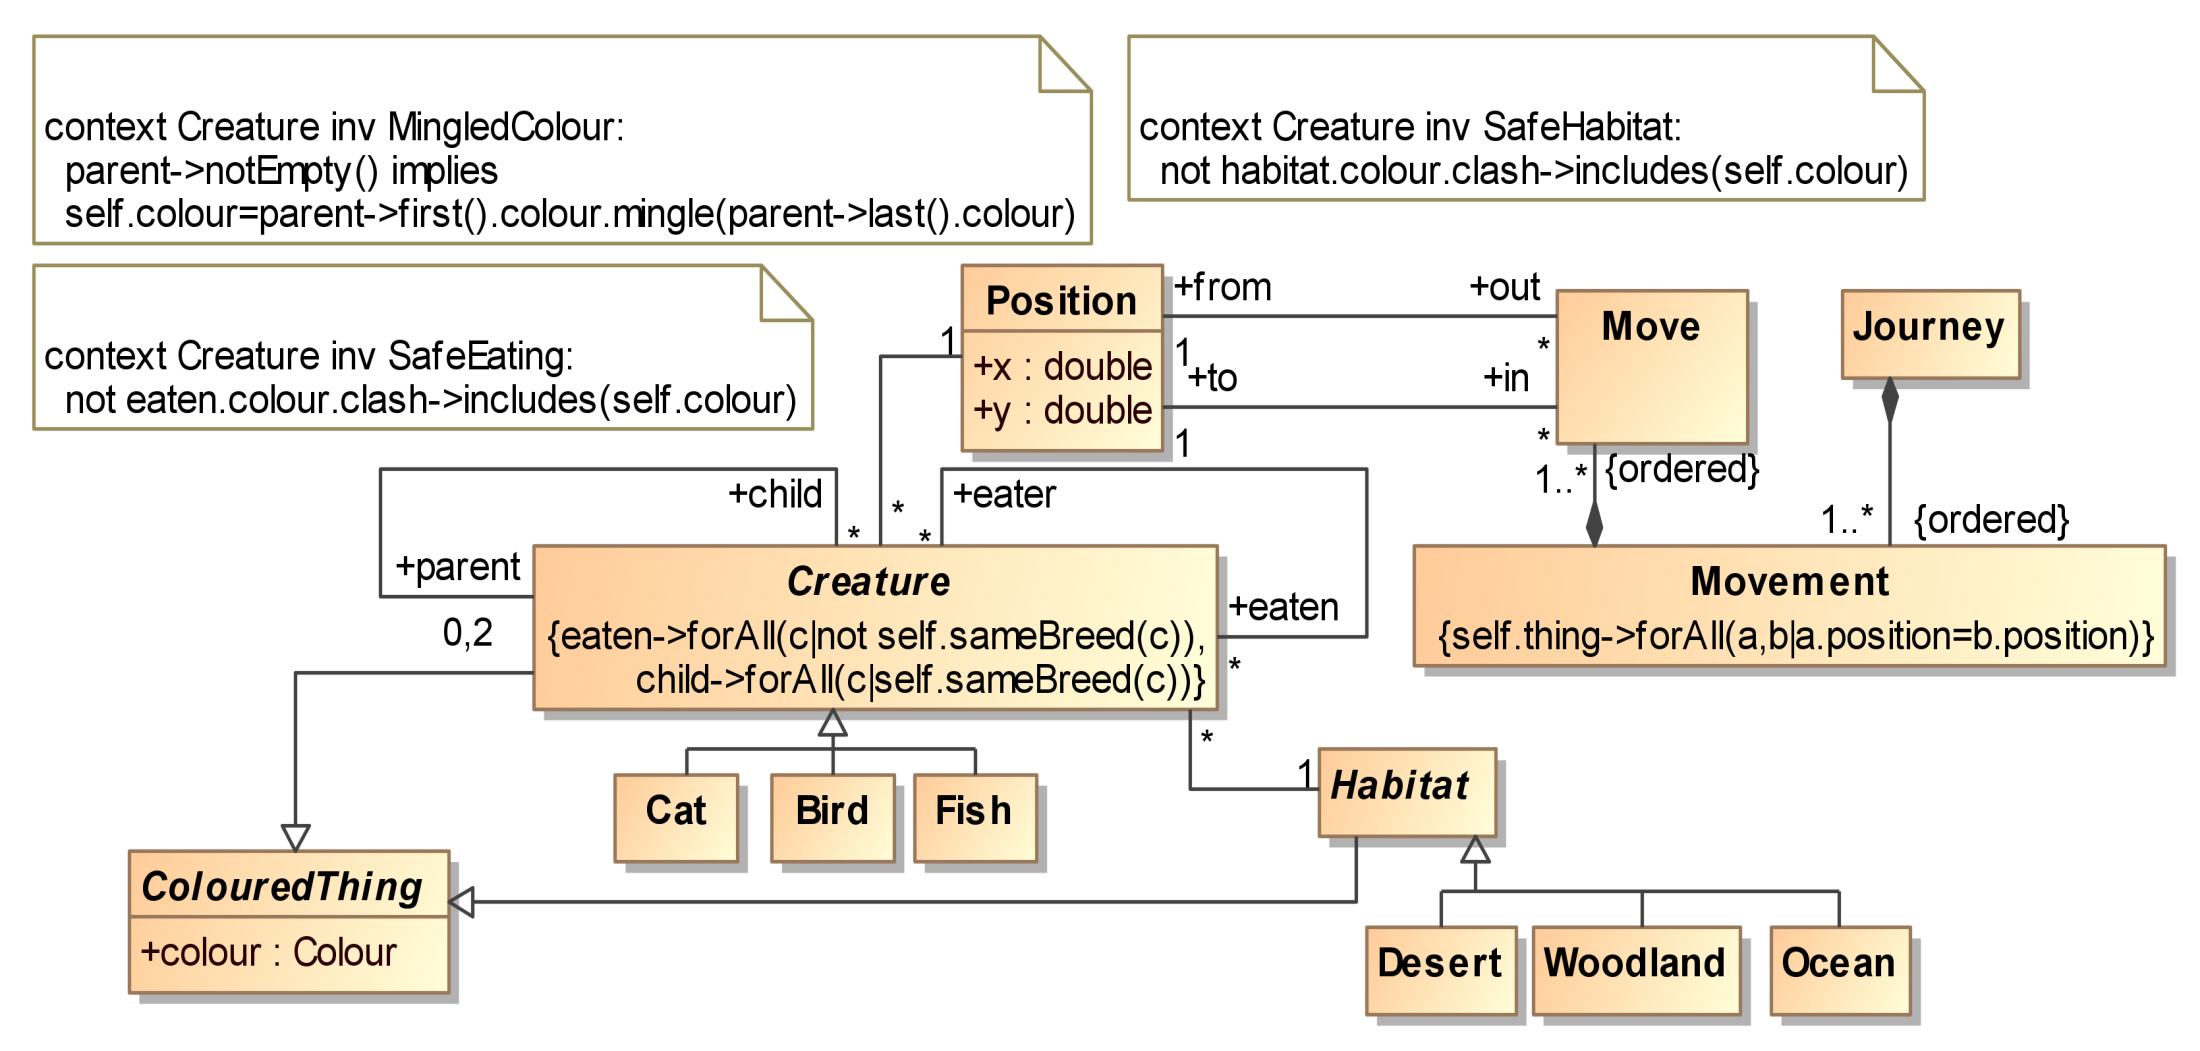 context Creature inv MingledColour:
parent->notEmpty() implies
self.colour=parent->first().colour.mingle(parent->last().colour)
context Creature inv SafeHabitat:
not habitat.colour.clash->includes(self.colour)
context Creature inv SafeEating:
not eaten.colour.clash->includes(self.colour)
Position
+x : double
+y : double
1
+from
1
+out
*
+to
1
+in
*
Move
Journey
1..*
{ordered}
1..*
{ordered}
+child
*
*
+eater
*
+parent
0,2
+eaten
*
Creature
{eaten->forAll(c|not self.sameBreed(c)),
child->forAll(c|self.sameBreed(c))}
Movement
{self.thing->forAll(a,b|a.position=b.position)}
*
1
Habitat
Cat
Bird
Fish
ColouredThing
+colour : Colour
Desert
Woodland
Ocean